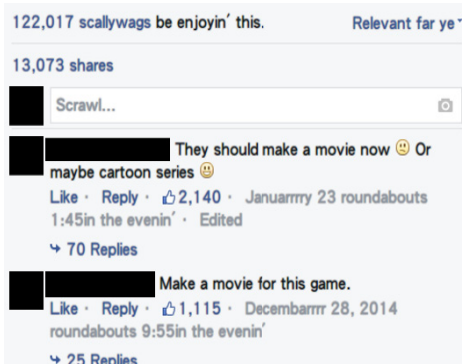 122,017 scallywags be enjoyin´ this. Relevant far ye
13,073 shares
Scrawl...
They should make a movie now Or
maybe cartoon series
Like · Reply · 2,140 · Januarrrry 23 roundabouts
1:45in the evenin´ · Edited
70 Replies
Make a movie for this game.
Like · Reply · 1,115 · Decembarrrr 28, 2014
roundabouts 9:55in the evenin´
25 Replies